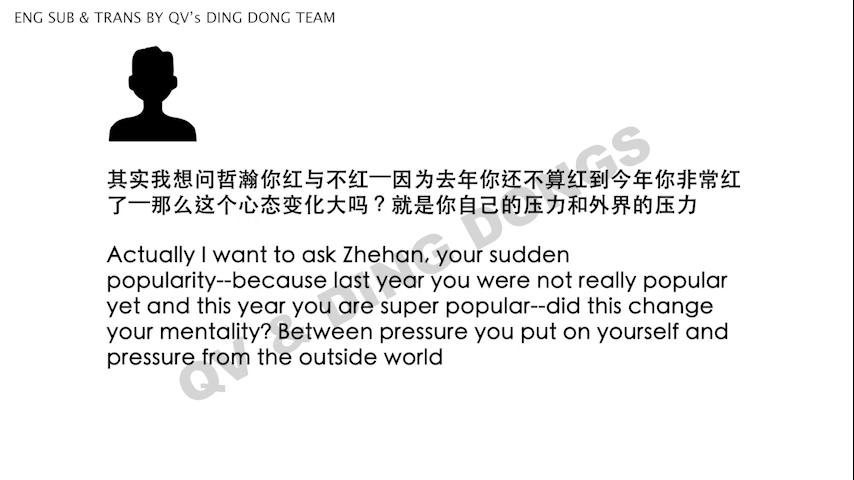 ENG SUB & TRANS BY QV's DING DONG TEAM
其实我想问哲瀚你红与不红一因为去年你还不算红到今年你非常红
了一那么这个心态变化大吗？就是你自己的压力和外界的压力
Actually I want to ask Zhehan, your sudden
popularity--because last year you were not really popular
yet and this year you are super popular--did this change
your mentality? Between pressure you put on yourself and
pressure from the outside world
QV & DING DONGS